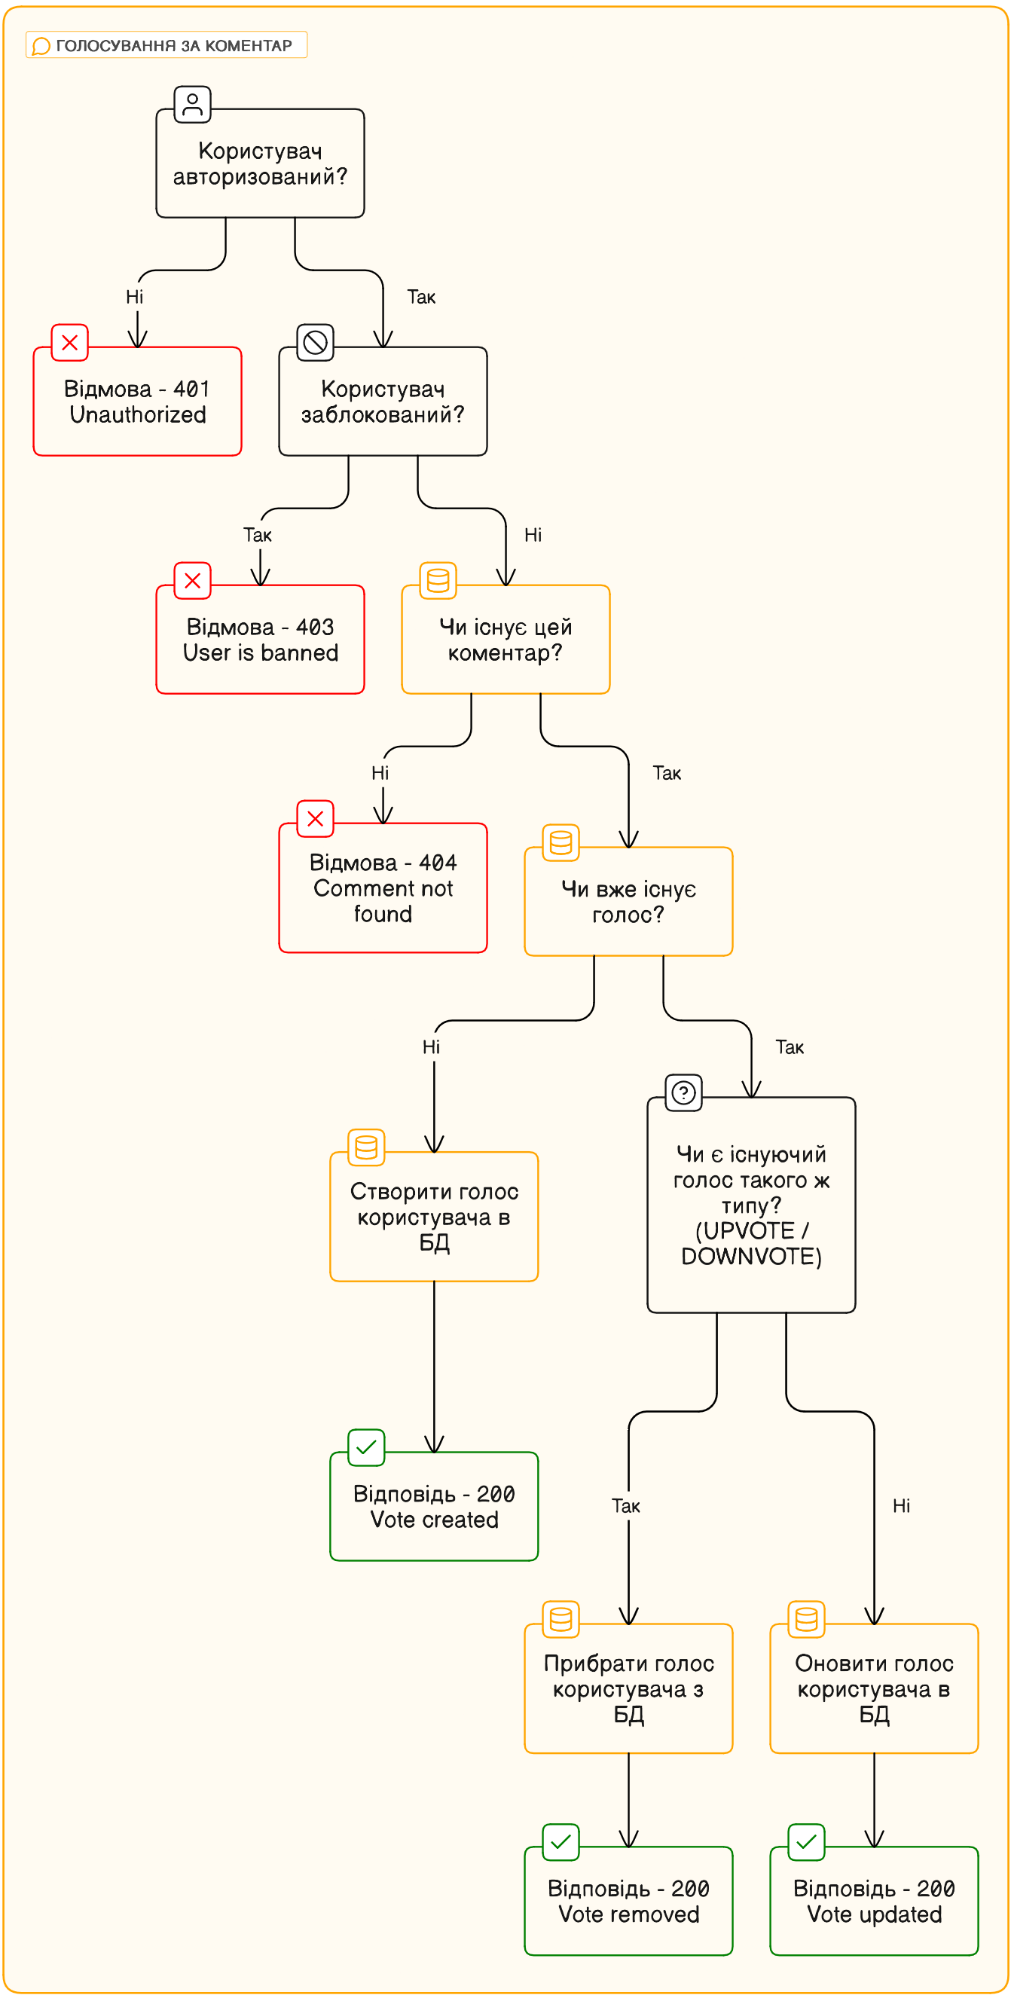 ГОЛОСУВАННЯ ЗА КОМЕНТАР
Користувач
авторизований?
Ні
Так
Відмова - 401
Unauthorized
Користувач
заблокований?
Так
Ні
Відмова - 403
User is banned
Чи існує цей
коментар?
Ні
Так
Відмова - 404
Comment not
found
Чи вже існує
голос?
Ні
Так
Створити голос
користувача в
БД
Чи є існуючий
голос такого ж
типу?
(UPVOTE /
DOWNVOTE)
Відповідь - 200
Vote created
Так
Ні
Прибрати голос
користувача з
БД
Оновити голос
користувача в
БД
Відповідь - 200
Vote removed
Відповідь - 200
Vote updated